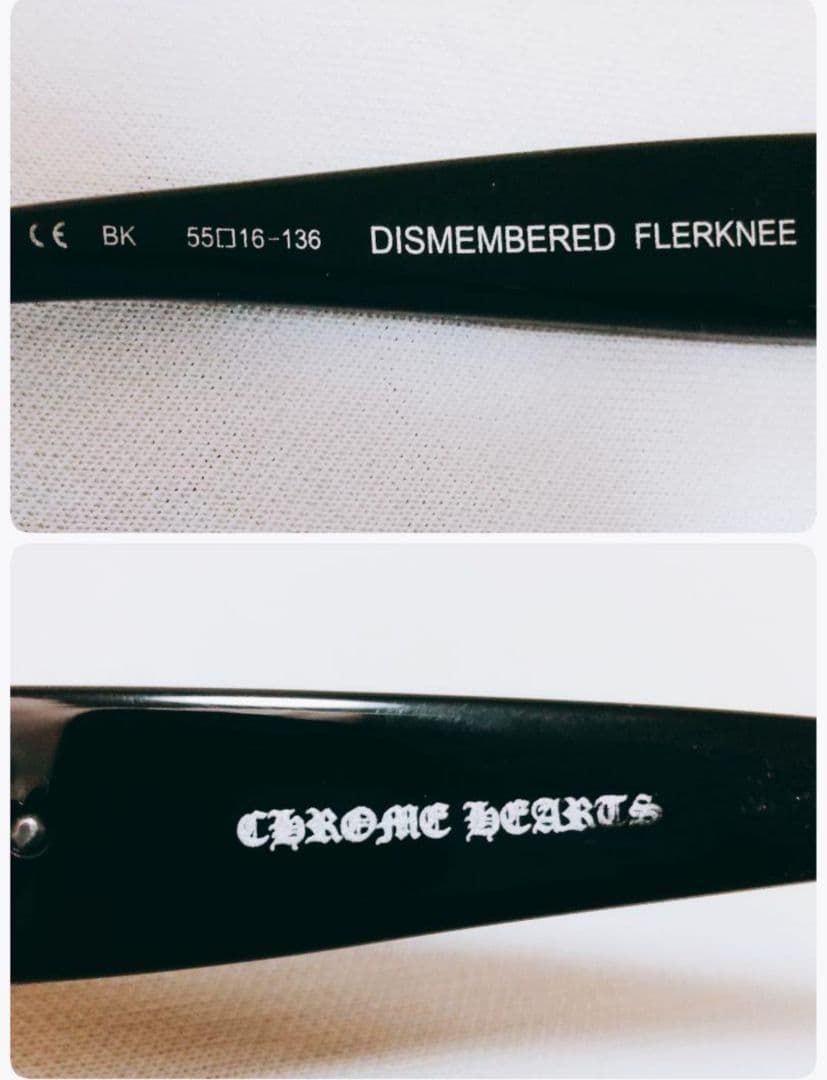 CE BK 55□16-136 DISMEMBERED FLERKNEE
CHROME HEARTS